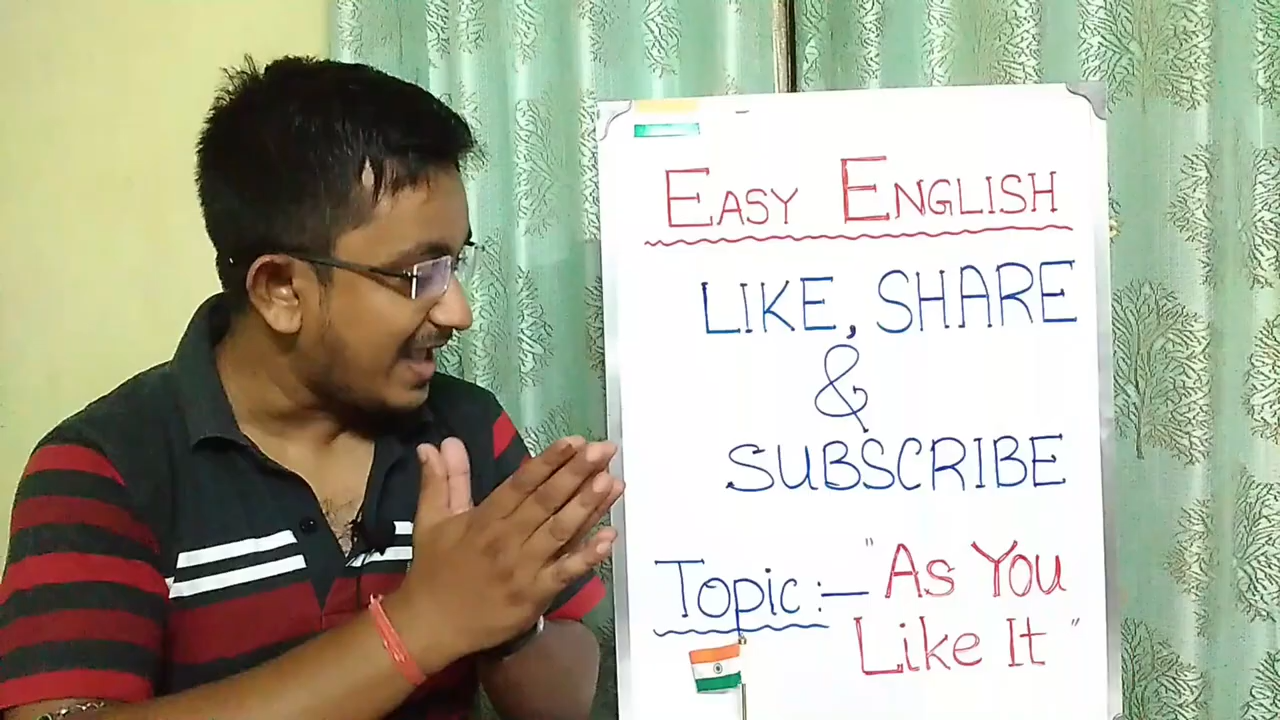 EASY ENGLISH
LIKE, SHARE
&
SUBSCRIBE
Topic:- "As You
Like It"